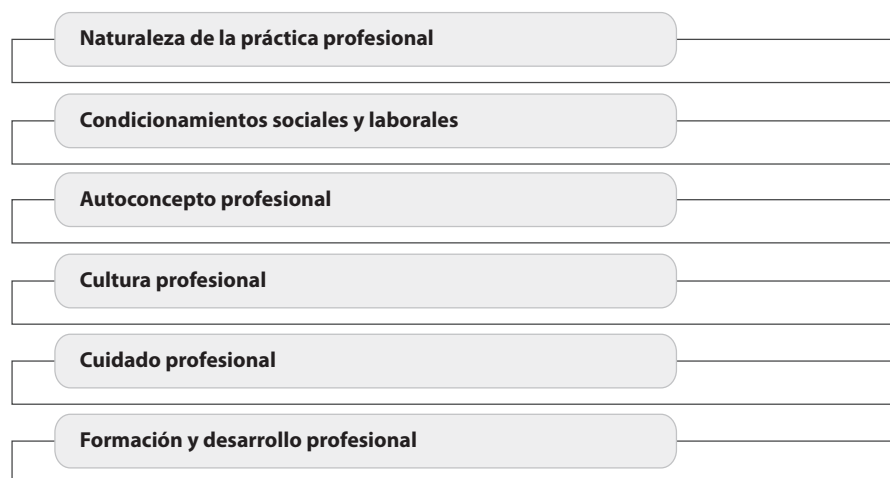 Naturaleza de la práctica profesional
Condicionamientos sociales y laborales
Autoconcepto profesional
Cultura profesional
Cuidado profesional
Formación y desarrollo profesional